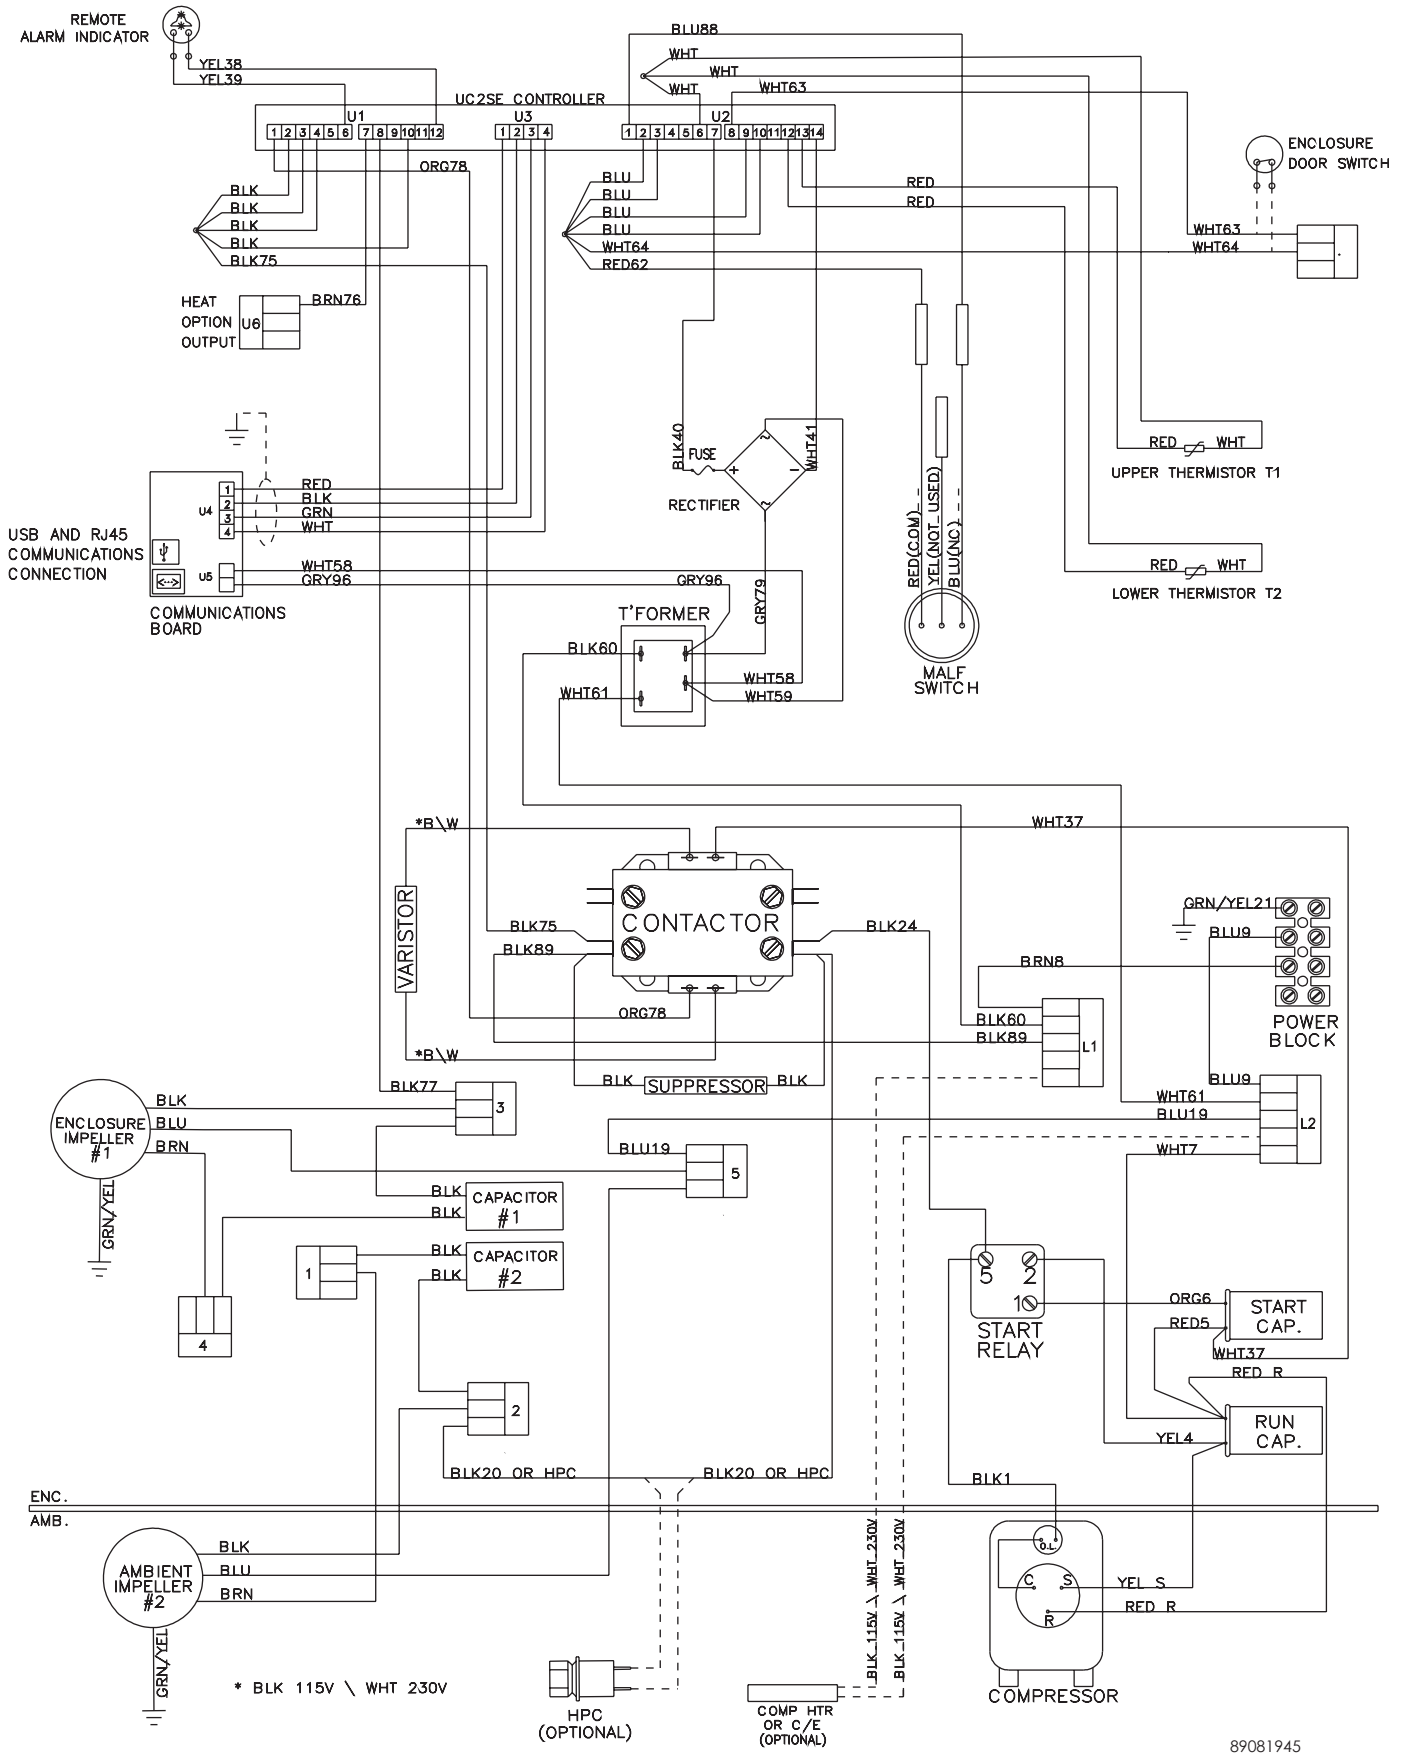 REMOTE
ALARM INDICATOR
YEL38
YEL39
BLU88
WHT
WHT
WHT
WHT63
UC2SE CONTROLLER
U1
U3
U2
1 2 3 4 5 6 7 8 9 10 11 12
1 2 3 4
1 2 3 4 5 6 7 8 9 10 11 12 13 14
ENCLOSURE
DOOR SWITCH
ORG78
BLK
BLK
BLK
BLK
BLK75
BLU
BLU
BLU
BLU
WHT64
RED62
RED
RED
WHT63
WHT64
HEAT
OPTION
OUTPUT
U6
BRN76
BLK40
FUSE
WHT41
~
+
-
~
RECTIFIER
RED WHT
UPPER THERMISTOR T1
RED(COM)
YEL(NOT USED)
BLU(NC)
USB AND RJ45
COMMUNICATIONS
CONNECTION
U4
1
2
3
4
RED
BLK
GRN
WHT
U5
WHT58
GRY96
GRY96
GRY79
COMMUNICATIONS
BOARD
RED WHT
LOWER THERMISTOR T2
T'FORMER
BLK60
WHT61
WHT58
WHT59
MALF
SWITCH
*B\W
WHT37
VARISTOR
CONTACTOR
BLK75
BLK89
BLK24
GRN/YEL21
BLU9
BRN8
POWER
BLOCK
ORG78
*B\W
BLK60
BLK89
L1
BLK SUPPRESSOR BLK
BLK77
3
BLU9
WHT61
BLU19
WHT7
L2
ENCLOSURE
IMPELLER
#1
BLK
BLU
BRN
GRN/YEL
BLU19
5
BLK
BLK
CAPACITOR
#1
1
BLK
BLK
CAPACITOR
#2
4
5
2
1
START
RELAY
ORG6
RED5
WHT37
START
CAP.
RED R
2
RUN
CAP.
YEL4
BLK20 OR HPC
BLK20 OR HPC
BLK1
ENC.
AMB.
AMBIENT
IMPELLER
#2
BLK
BLU
BRN
GRN/YEL
BLK 115V \ WHT 230V
BLK 115V \ WHT 230V
O.L.
C
S
R
YEL S
RED R
COMPRESSOR
* BLK 115V \ WHT 230V
HPC
(OPTIONAL)
COMP HTR
OR C/E
(OPTIONAL)
89081945